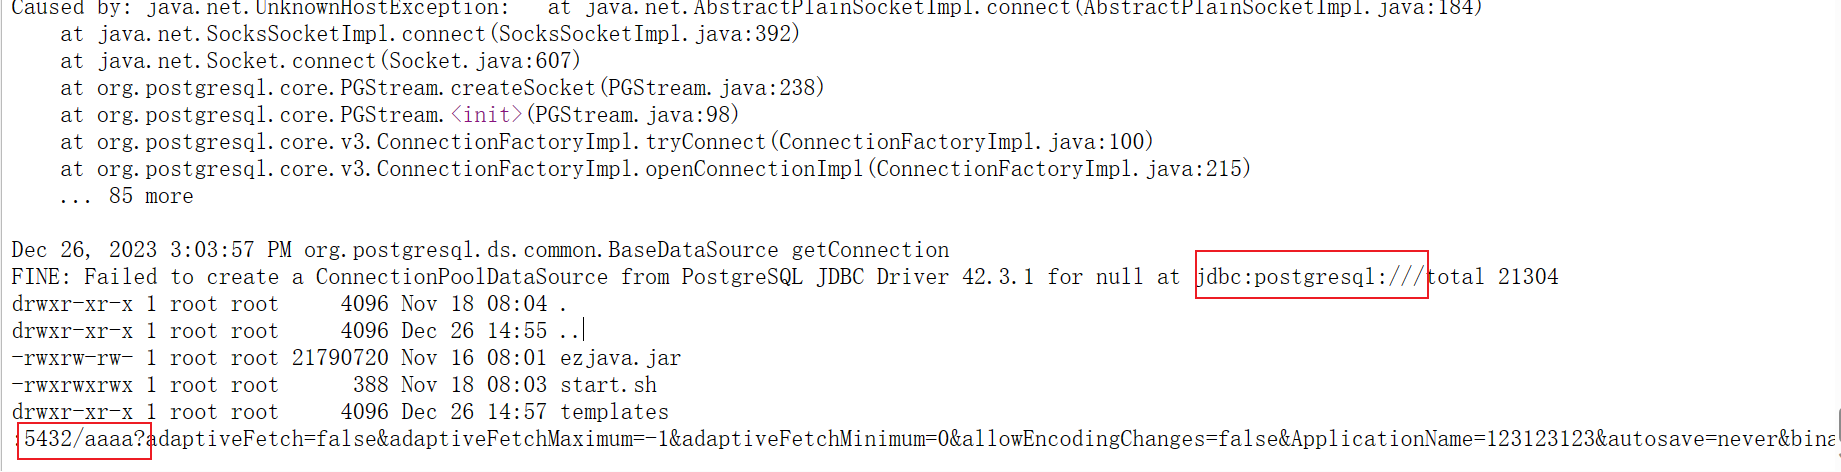 Caused by: java.net.UnknownHostException:   at java.net.AbstractPlainSocketImpl.connect(AbstractPlainSocketImpl.java:184)
    at java.net.SocksSocketImpl.connect(SocksSocketImpl.java:392)
    at java.net.Socket.connect(Socket.java:607)
    at org.postgresql.core.PGStream.createSocket(PGStream.java:238)
    at org.postgresql.core.PGStream.<init>(PGStream.java:98)
    at org.postgresql.core.v3.ConnectionFactoryImpl.tryConnect(ConnectionFactoryImpl.java:100)
    at org.postgresql.core.v3.ConnectionFactoryImpl.openConnectionImpl(ConnectionFactoryImpl.java:215)
    ... 85 more
Dec 26, 2023 3:03:57 PM org.postgresql.ds.common.BaseDataSource getConnection
FINE: Failed to create a ConnectionPoolDataSource from PostgreSQL JDBC Driver 42.3.1 for null at jdbc:postgresql:///total 21304
drwxr-xr-x 1 root root     4096 Nov 18 08:04 .
drwxr-xr-x 1 root root     4096 Dec 26 14:55 ..
-rwxrw-rw- 1 root root 21790720 Nov 16 08:01 ezjava.jar
-rwxrwxrwx 1 root root      388 Nov 18 08:03 start.sh
drwxr-xr-x 1 root root     4096 Dec 26 14:57 templates
:5432/aaaa?adaptiveFetch=false&adaptiveFetchMaximum=-1&adaptiveFetchMinimum=0&allowEncodingChanges=false&ApplicationName=123123123&autosave=never&bina